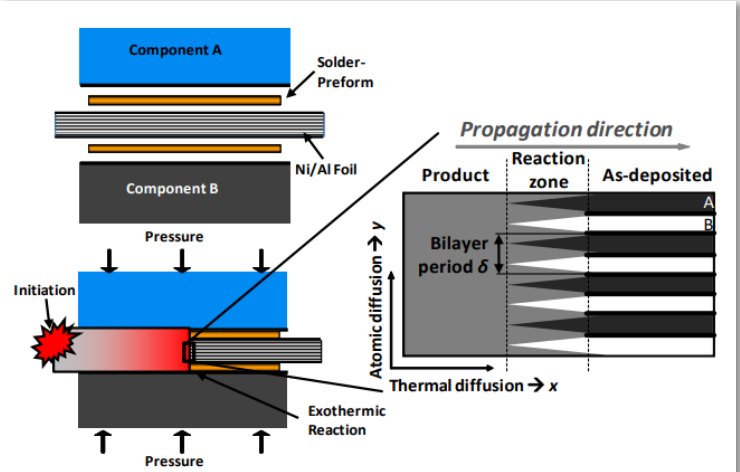 Component A
Solder-
Preform
Ni/Al Foil
Component B
Pressure
Initiation
Exothermic
Reaction
Pressure
Propagation direction
Product
Reaction
zone
As-deposited
A
B
Bilayer
period δ
Atomic diffusion → y
Thermal diffusion → x